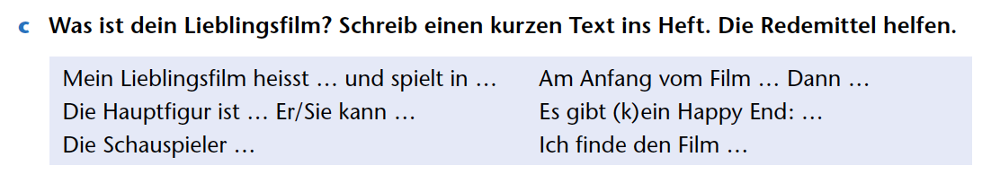 c Was ist dein Lieblingsfilm? Schreib einen kurzen Text ins Heft. Die Redemittel helfen.
Mein Lieblingsfilm heisst … und spielt in …
Die Hauptfigur ist … Er/Sie kann …
Die Schauspieler …
Am Anfang vom Film … Dann …
Es gibt (k)ein Happy End: …
Ich finde den Film …